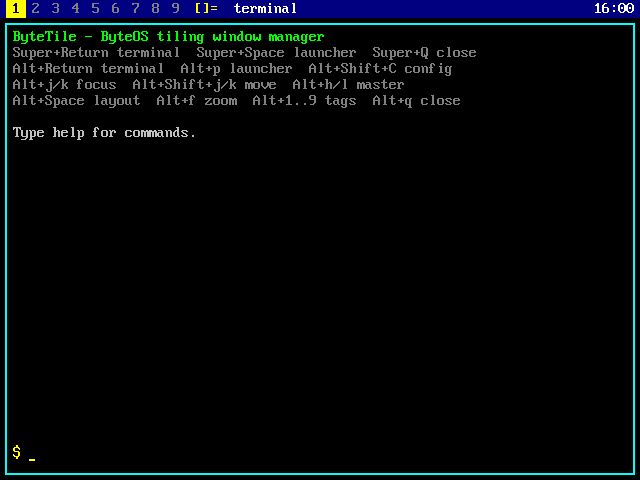 1 2 3 4 5 6 7 8 9 []= terminal 16:00
ByteTile - ByteOS tiling window manager
Super+Return terminal  Super+Space launcher  Super+Q close
Alt+Return terminal  Alt+p launcher  Alt+Shift+C config
Alt+j/k focus  Alt+Shift+j/k move  Alt+h/l master
Alt+Space layout  Alt+f zoom  Alt+1..9 tags  Alt+q close
Type help for commands.
$ _